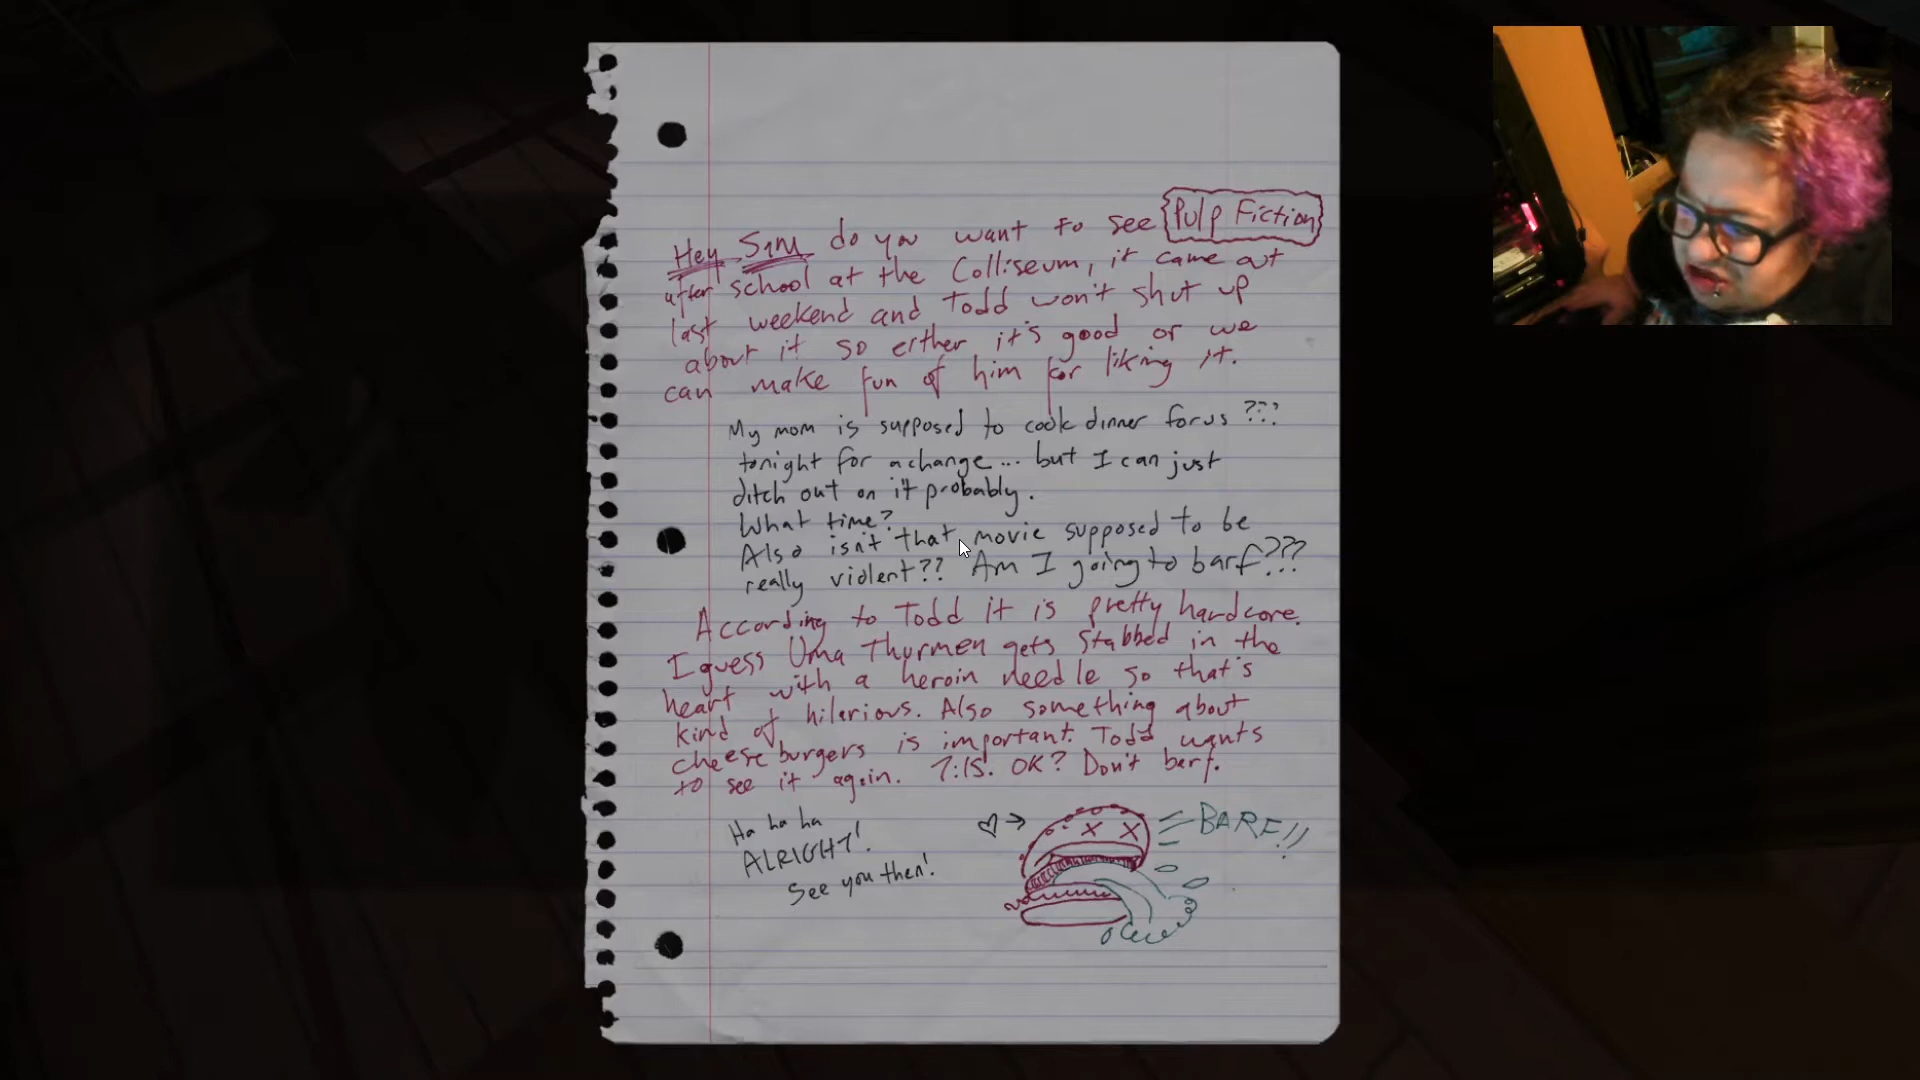 Hey Sam do you want to see Pulp Fiction
after school at the Colliseum, it came out
last weekend and Todd won't shut up
about it so either it's good or we
can make fun of him for liking it.
My mom is supposed to cook dinner for us ???
tonight for a change... but I can just
ditch out on it probably.
What time?
Also isn't that movie supposed to be
really violent?? Am I going to barf???
According to Todd it is pretty hardcore.
I guess Uma Thurmen gets stabbed in the
heart with a heroin needle so that's
kind of hilarious. Also something about
cheeseburgers is important. Todd wants
to see it again. 7:15. OK? Don't barf.
Ha ha ha
ALRIGHT!
See you then!
BARF!!